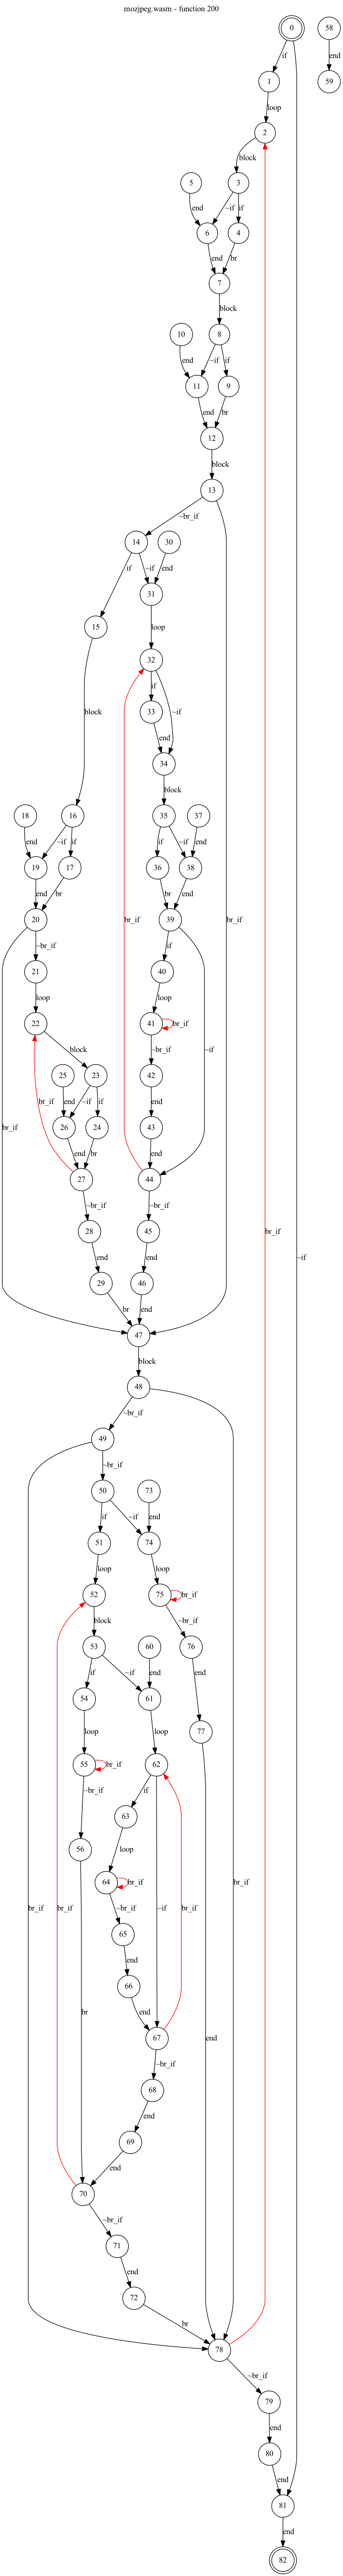 mozjpeg.wasm - function 200
0 58
if end
1 59
loop
2
block
5 3
end ~if if
6 4
end br
7
block
10 8
end ~if if
11 9
end br
12
block
13
~br_if
14 30
if ~if end
31
15 loop
32
if
block 33 ~if
end
34
block
18 16 35 37
end ~if if if ~if end
19 17 36 38
end br br end
20 39
br_if br_if
~br_if if
21 40
loop loop
22 41 br_if
block ~br_if ~if
25 23 42
br_if end ~if if end
26 24 43
end br end
27 44
br_if ~br_if ~br_if
28 45
end end
29 46
br end
47
br_if ~if
block
48
~br_if
49
~br_if
50 73
if ~if end
51 74
loop loop
52 75 br_if
block ~br_if
53 60 76
if ~if end end
54 61
77
loop loop
55 br_if 62
~br_if if
63
56 loop
64 br_if
br_if br_if ~br_if ~if br_if br_if
65
end
66
br end end
67
~br_if
68
end
69
end
70
~br_if
71
end
72
br
78
~br_if
79
end
80
end
81
end
82